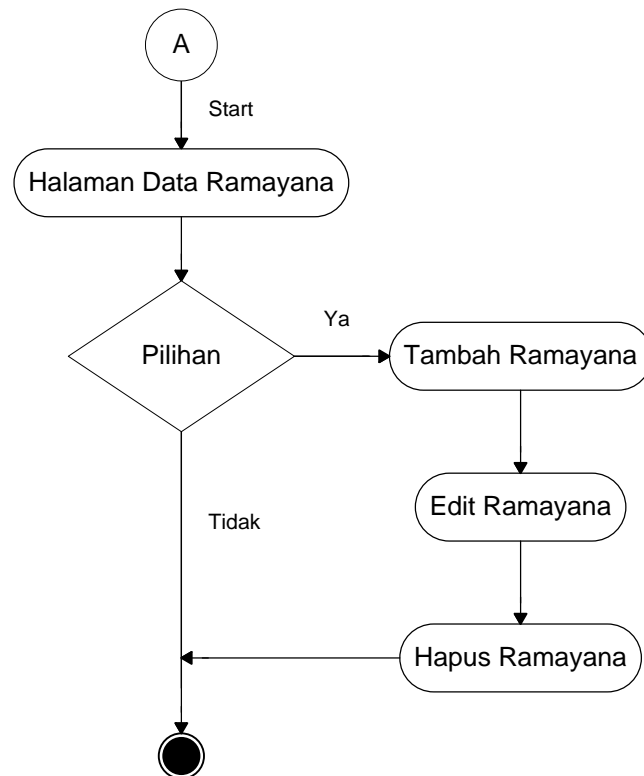 A
Start
Halaman Data Ramayana
Ya
Pilihan
Tambah Ramayana
Edit Ramayana
Tidak
Hapus Ramayana